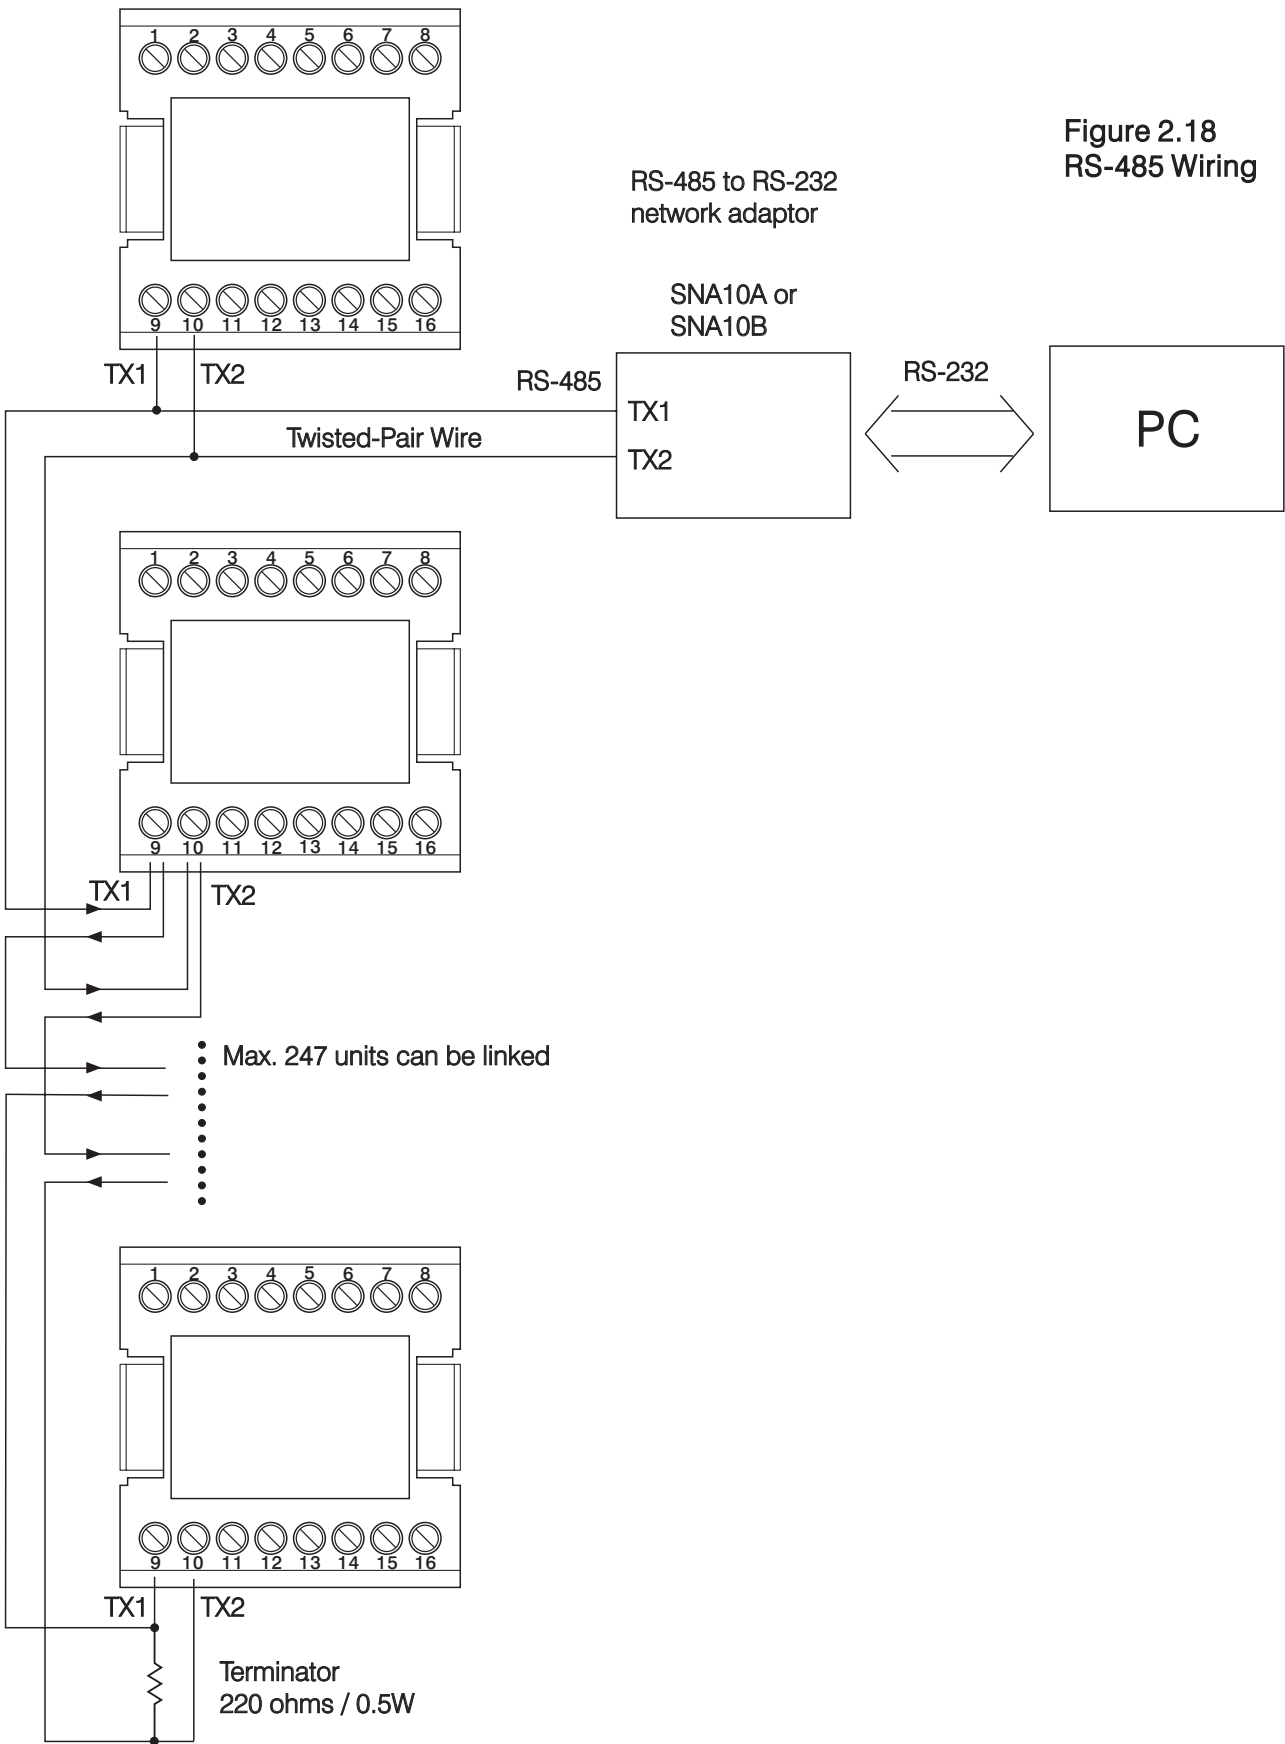 1 2 3 4 5 6 7 8
Figure 2.18
RS-485 Wiring
RS-485 to RS-232
network adaptor
SNA10A or
SNA10B
9 10 11 12 13 14 15 16
TX1 TX2
RS-485
RS-232
TX1
PC
Twisted-Pair Wire
TX2
1 2 3 4 5 6 7 8
9 10 11 12 13 14 15 16
TX1 TX2
Max. 247 units can be linked
1 2 3 4 5 6 7 8
9 10 11 12 13 14 15 16
TX1 TX2
Terminator
220 ohms / 0.5W